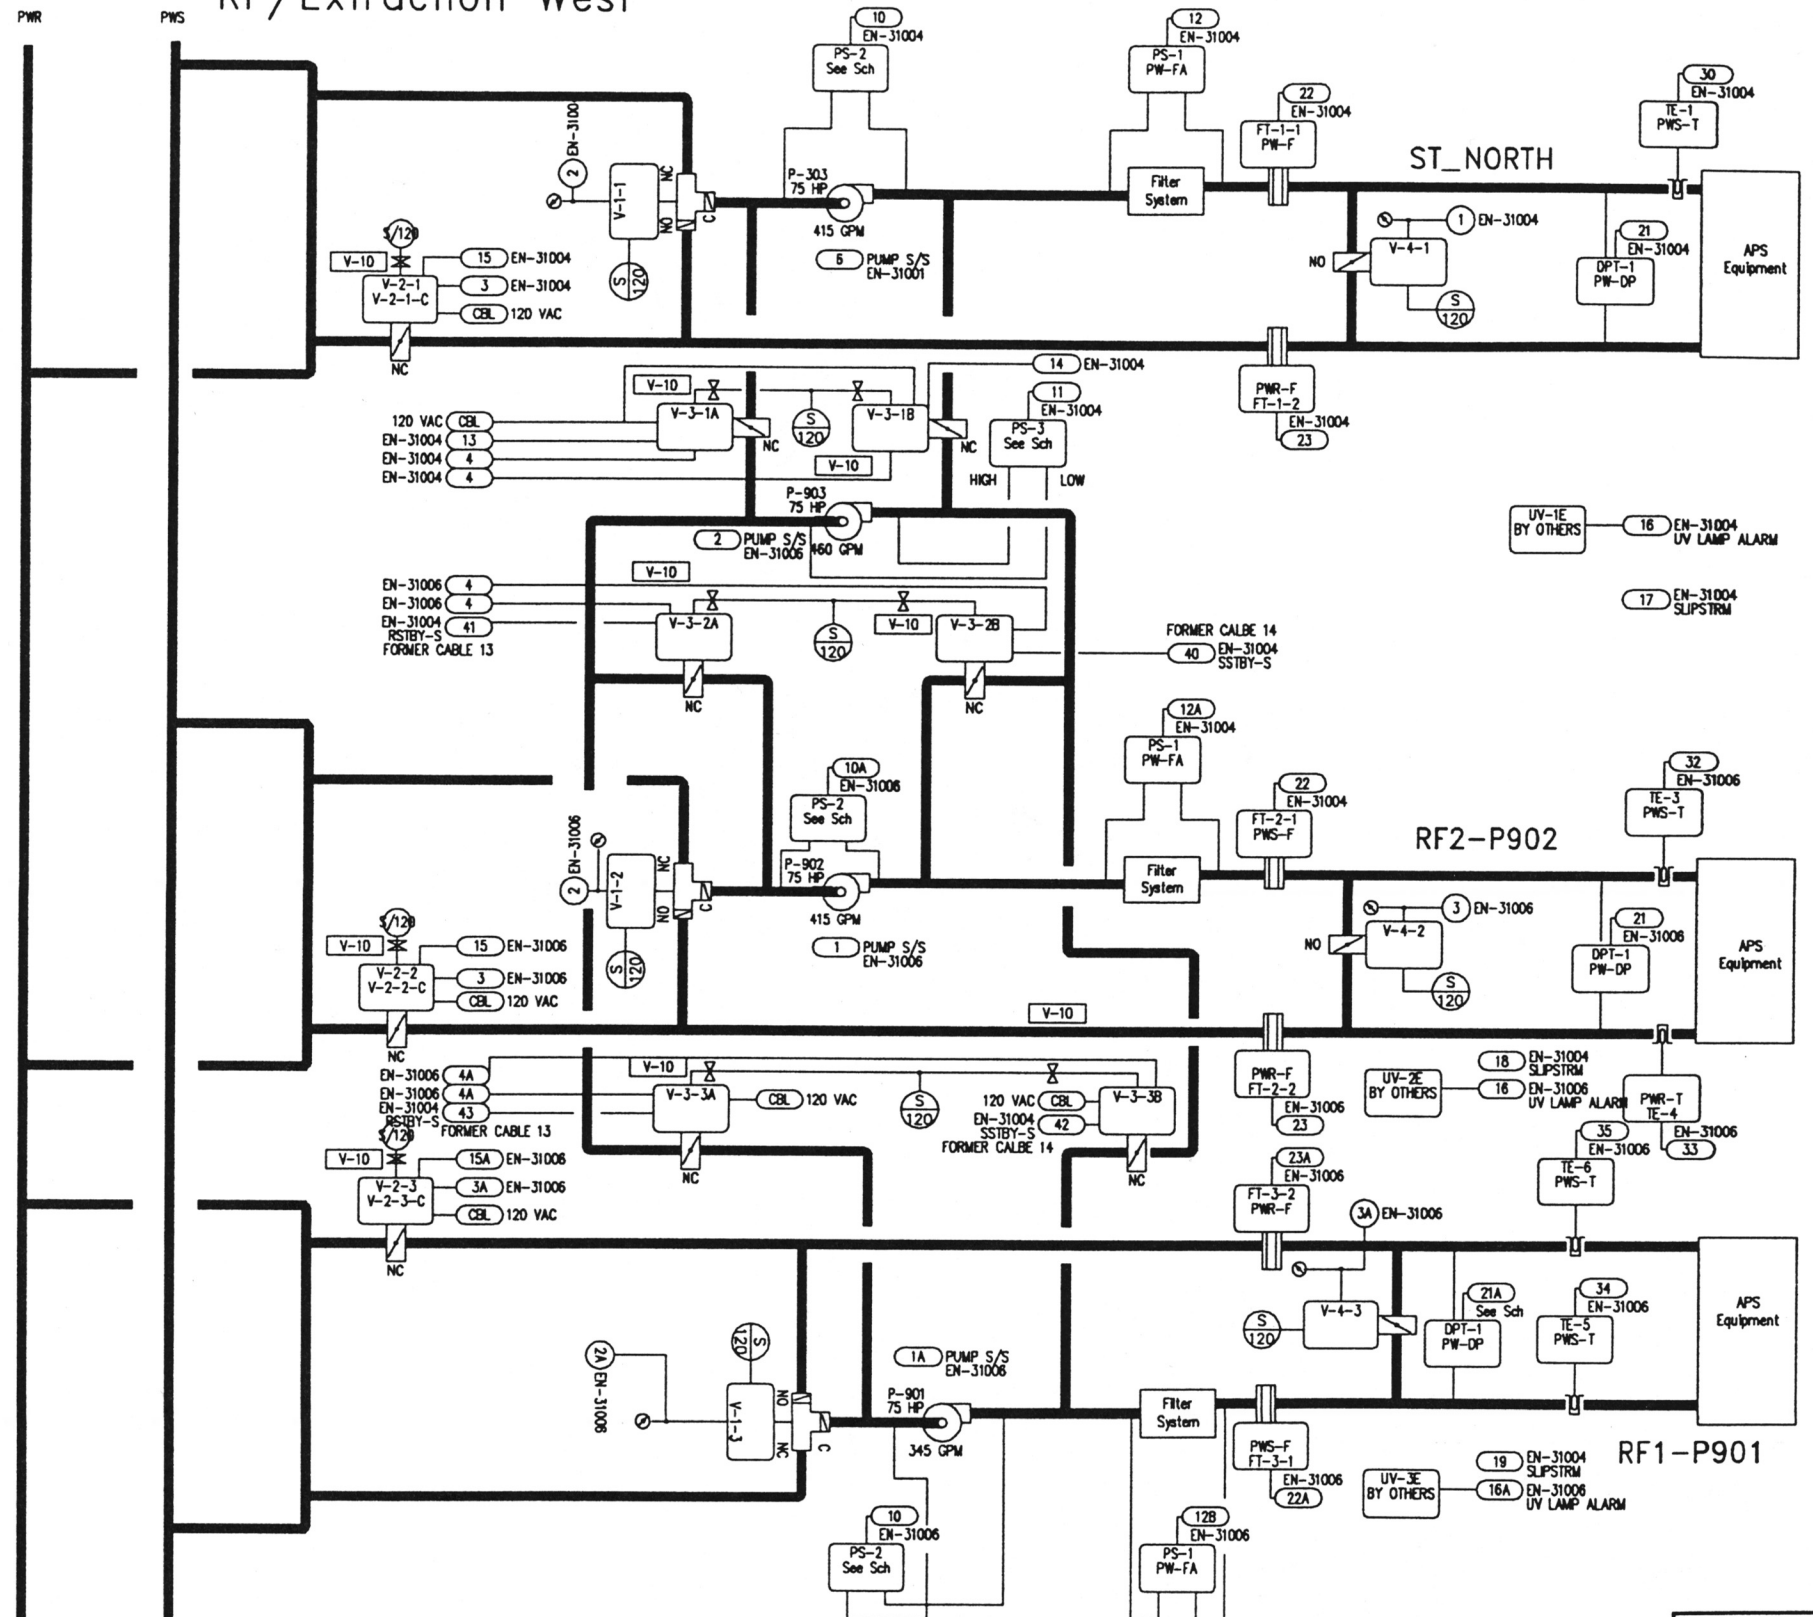 PWR
PWS
RF/Extraction West
10
EN-31004
PS-2
See Sch
12
EN-31004
PS-1
PW-FA
22
EN-31004
FT-1-1
PW-F
30
EN-31004
TE-1
PWS-T
ST_NORTH
2
EN-31004
V-1-1
NC
NO
C
S
120
P-303
75 HP
415 GPM
6
PUMP S/S
EN-31001
Filter
System
NO
1
EN-31004
V-4-1
S
120
21
EN-31004
DPT-1
PW-DP
APS
Equipment
S/120
V-10
V-2-1
V-2-1-C
15
EN-31004
3
EN-31004
CBL
120 VAC
NC
PWR-F
FT-1-2
EN-31004
23
V-10
V-3-1A
NC
S
120
V-3-1B
V-10
NC
14
EN-31004
11
EN-31004
PS-3
See Sch
HIGH
LOW
120 VAC
CBL
EN-31004
13
EN-31004
4
EN-31004
4
P-903
75 HP
460 GPM
2
PUMP S/S
EN-31006
UV-1E
BY OTHERS
16
EN-31004
UV LAMP ALARM
17
EN-31004
SLIPSTRM
V-10
EN-31006
4
EN-31006
4
EN-31004
RSTBY-S
41
FORMER CABLE 13
V-3-2A
NC
S
120
V-10
V-3-2B
NC
FORMER CALBE 14
40
EN-31004
SSTBY-S
12A
EN-31004
PS-1
PW-FA
10A
EN-31006
PS-2
See Sch
22
EN-31004
FT-2-1
PWS-F
32
EN-31006
TE-3
PWS-T
RF2-P902
2
EN-31006
V-1-2
NC
NO
C
S
120
P-902
75 HP
415 GPM
1
PUMP S/S
EN-31006
Filter
System
NO
3
EN-31006
V-4-2
S
120
21
EN-31006
DPT-1
PW-DP
APS
Equipment
S/120
V-10
V-2-2
V-2-2-C
15
EN-31006
3
EN-31006
CBL
120 VAC
NC
V-10
PWR-F
FT-2-2
EN-31006
23
18
EN-31004
SLIPSTRM
UV-2E
BY OTHERS
16
EN-31006
UV LAMP ALARM
PWR-T
TE-4
EN-31006
33
EN-31006
4A
EN-31006
4A
EN-31004
RSTBY-S
43
FORMER CABLE 13
V-10
V-3-3A
CBL
120 VAC
NC
S
120
120 VAC
CBL
EN-31004
SSTBY-S
42
FORMER CALBE 14
V-3-3B
NC
S/120
V-10
V-2-3
V-2-3-C
15A
EN-31006
3A
EN-31006
CBL
120 VAC
NC
23A
EN-31006
FT-3-2
PWR-F
35
EN-31006
TE-6
PWS-T
3A
EN-31006
V-4-3
S
120
21A
See Sch
DPT-1
PW-DP
34
EN-31006
TE-5
PWS-T
APS
Equipment
2A
EN-31006
S
120
V-1-3
NO
NC
C
1A
PUMP S/S
EN-31006
P-901
75 HP
345 GPM
Filter
System
PWS-F
FT-3-1
EN-31006
22A
RF1-P901
19
EN-31004
SLIPSTRM
UV-3E
BY OTHERS
16A
EN-31006
UV LAMP ALARM
10
EN-31006
PS-2
See Sch
12B
EN-31006
PS-1
PW-FA